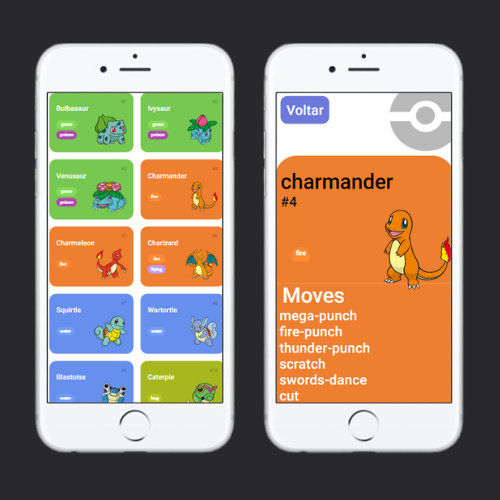 Bulbasaur
#1
grass
poison
Ivysaur
#2
grass
poison
Venusaur
#3
grass
poison
Charmander
#4
fire
Charmeleon
#5
fire
Charizard
#6
fire
flying
Squirtle
#7
water
Wartortle
#8
water
Blastoise
#9
water
Caterpie
#10
bug
Voltar
charmander
#4
fire
Moves
mega-punch
fire-punch
thunder-punch
scratch
swords-dance
cut